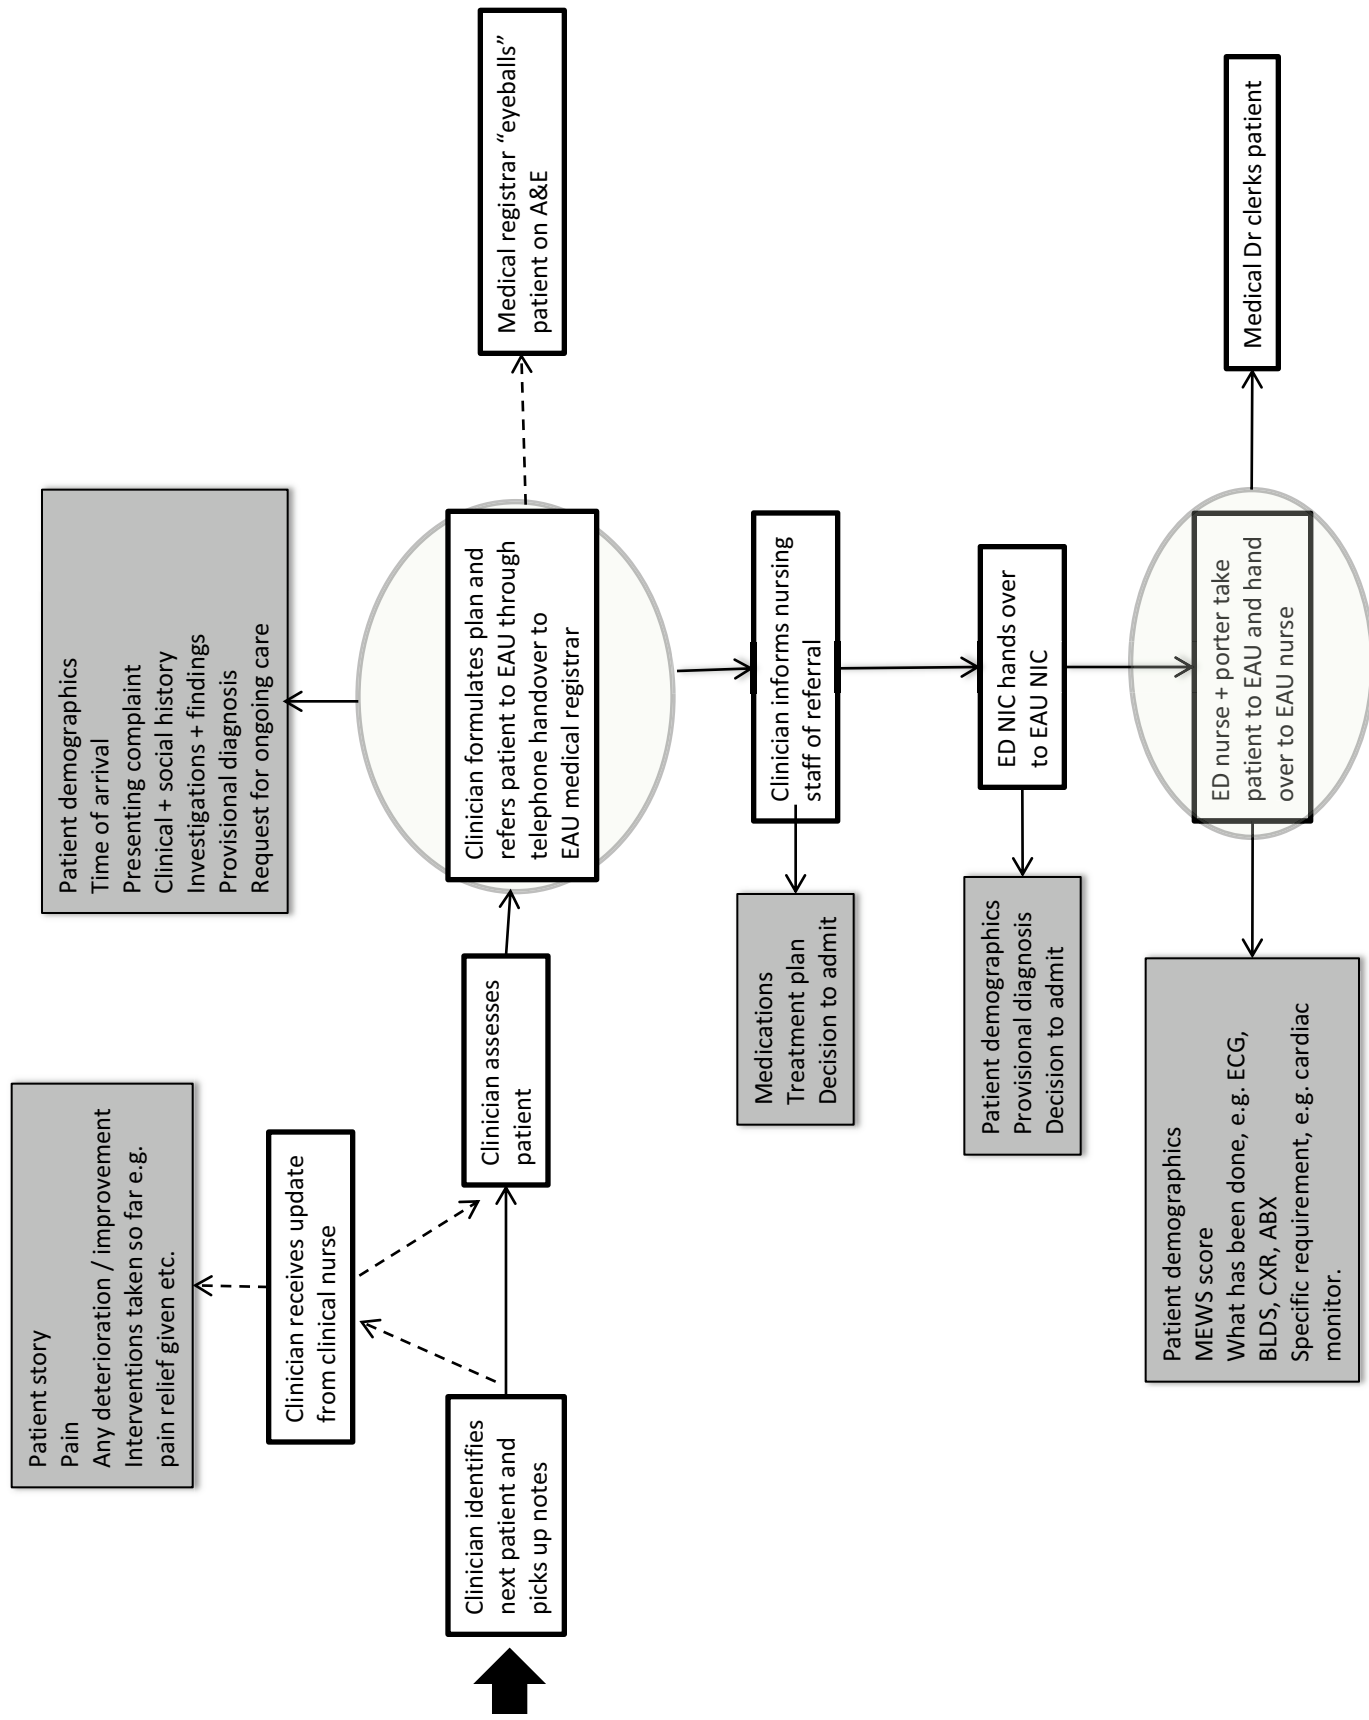 Patient story
Pain
Any deterioration / improvement
Interventions taken so far e.g.
pain relief given etc.
Clinician receives update
from clinical nurse
Clinician identifies
next patient and
picks up notes
Clinician assesses
patient
Patient demographics
Time of arrival
Presenting complaint
Clinical + social history
Investigations + findings
Provisional diagnosis
Request for ongoing care
Clinician formulates plan and
refers patient to EAU through
telephone handover to
EAU medical registrar
Medical registrar “eyeballs”
patient on A&E
Clinician informs nursing
staff of referral
Medications
Treatment plan
Decision to admit
ED NIC hands over
to EAU NIC
Patient demographics
Provisional diagnosis
Decision to admit
ED nurse + porter take
patient to EAU and hand
over to EAU nurse
Patient demographics
MEWS score
What has been done, e.g. ECG,
BLDS, CXR, ABX
Specific requirement, e.g. cardiac
monitor.
Medical Dr clerks patient